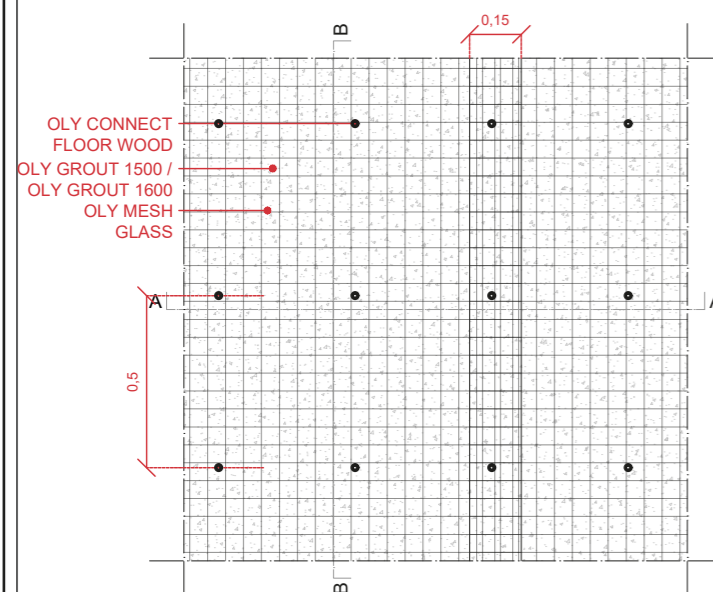 0,15
B
OLY CONNECT
FLOOR WOOD
OLY GROUT 1500 /
OLY GROUT 1600
OLY MESH
GLASS
A
A
0,5
B